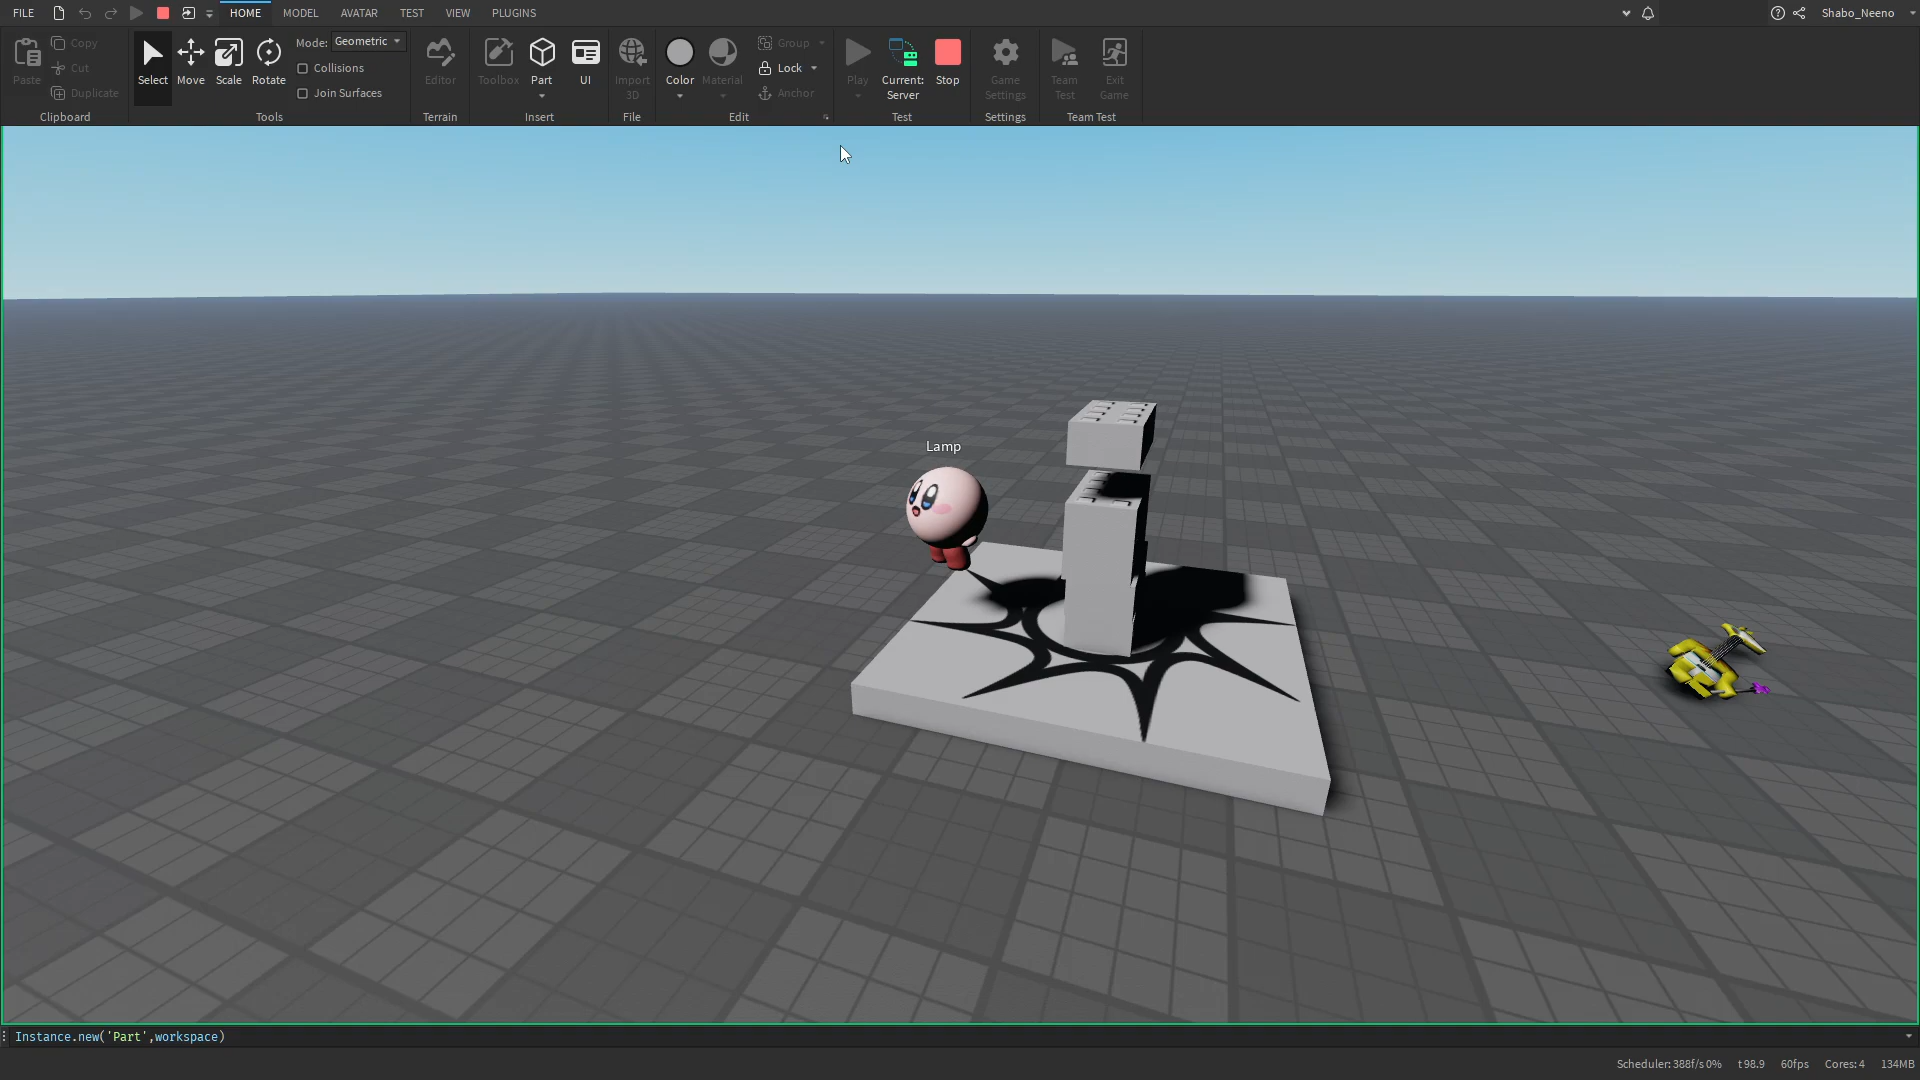 FILE HOME MODEL AVATAR TEST VIEW PLUGINS Shabo_Neeno
Paste
Copy
Cut
Duplicate
Clipboard
Select
Move
Scale
Rotate
Mode: Geometric
Collisions
Join Surfaces
Tools
Editor
Terrain
Toolbox
Part
UI
Insert
Import
3D
File
Color
Material
Group
Lock
Anchor
Edit
Play
Current:
Server
Stop
Test
Game
Settings
Settings
Team
Test
Exit
Game
Team Test
Lamp
Instance.new('Part',workspace)
Scheduler: 388f/s 0% t 98.9 60fps Cores: 4 134MB